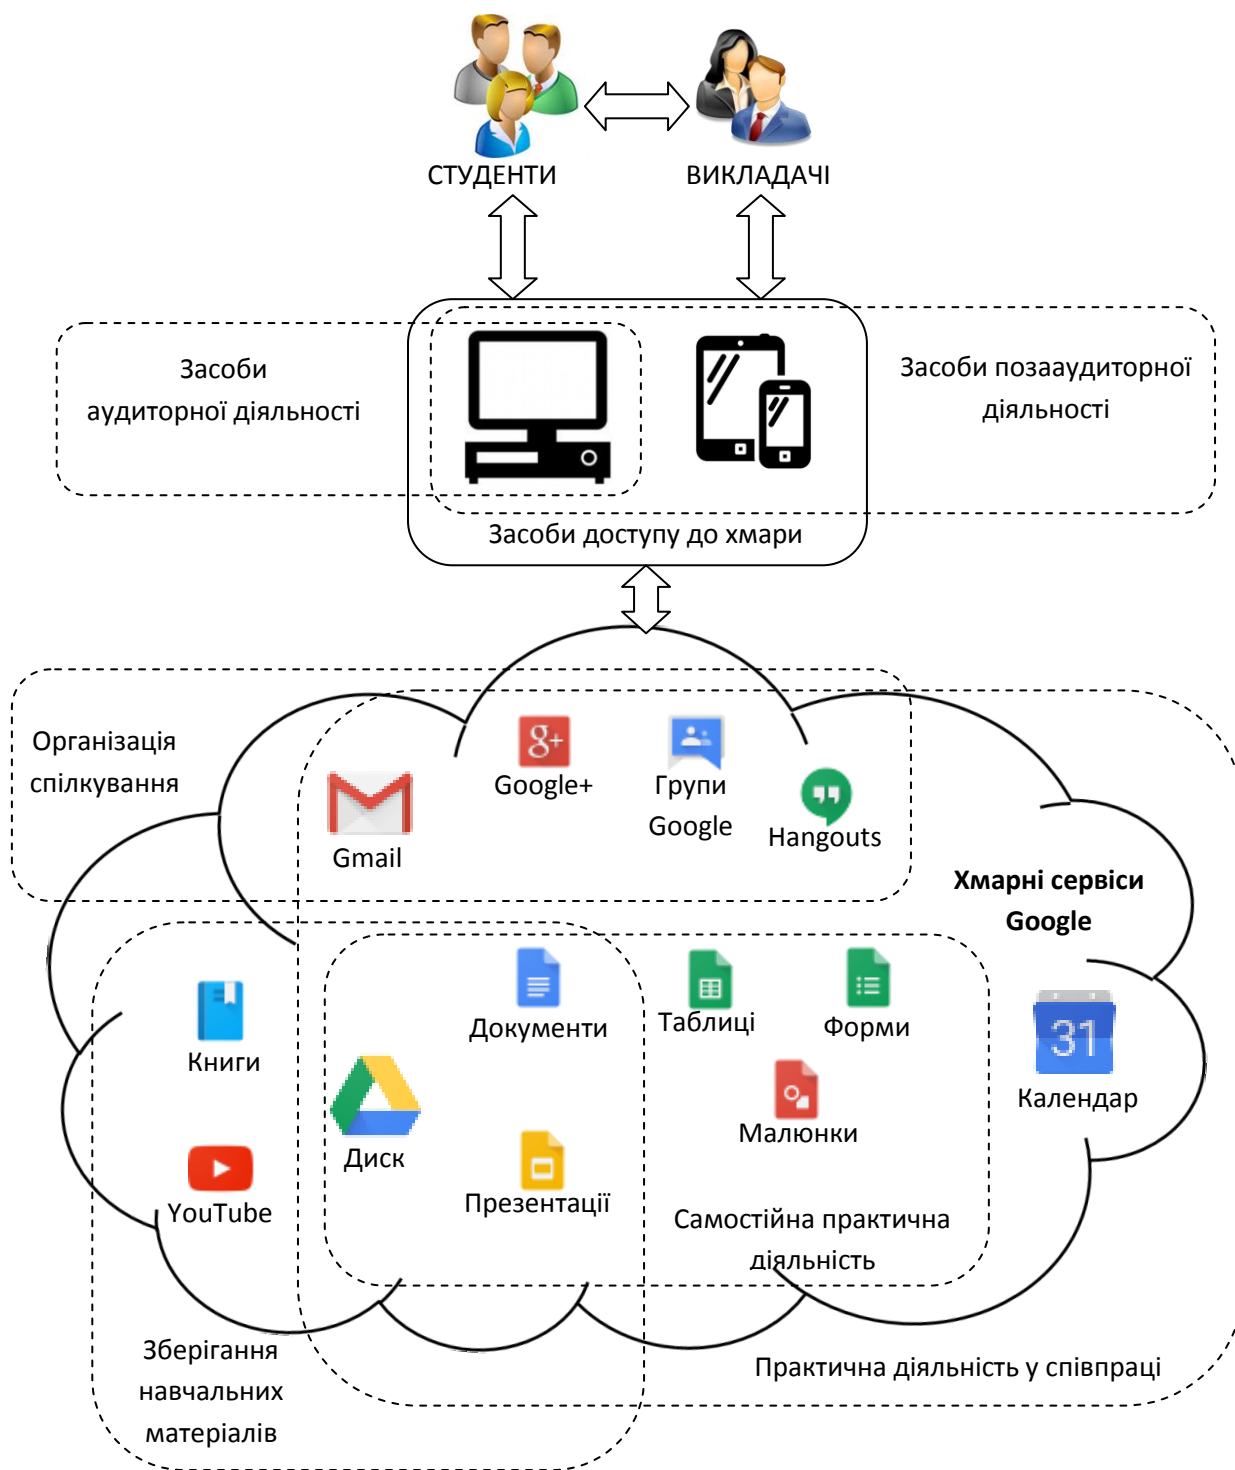 СТУДЕНТИ
ВИКЛАДАЧІ
Засоби
аудиторної діяльності
Засоби позааудиторної
діяльності
Засоби доступу до хмари
Організація
спілкування
g+
Google+
Групи
Google
Gmail
Hangouts
Хмарні сервіси
Google
Книги
Документи
Таблиці
Форми
31
Календар
Диск
Малюнки
YouTube
Презентації
Самостійна практична
діяльність
Зберігання
навчальних
матеріалів
Практична діяльність у співпраці